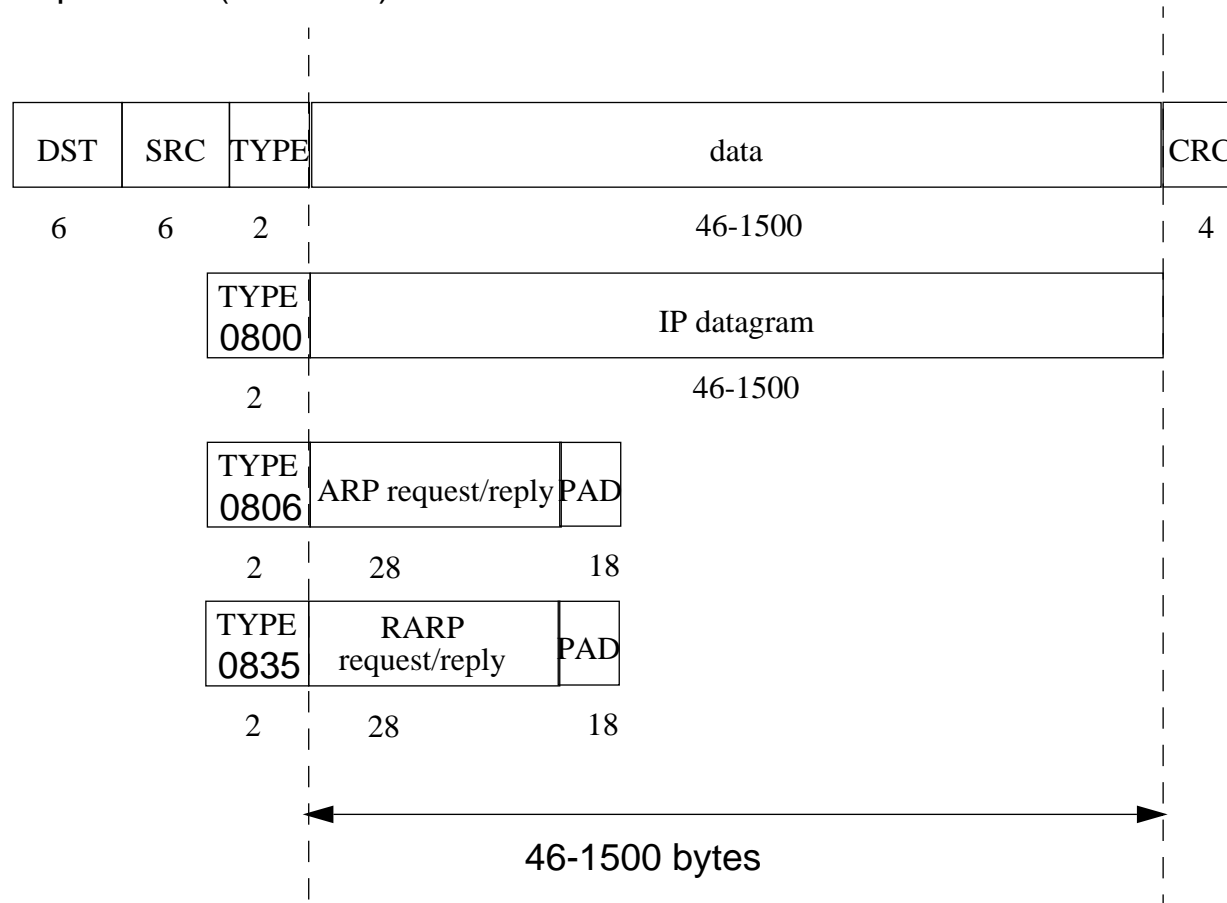 DST SRC TYPE data CRC
6 6 2 46-1500 4
TYPE
0800
IP datagram
2 46-1500
TYPE
0806
ARP request/reply PAD
2 28 18
TYPE
0835
RARP
request/reply
PAD
2 28 18
46-1500 bytes